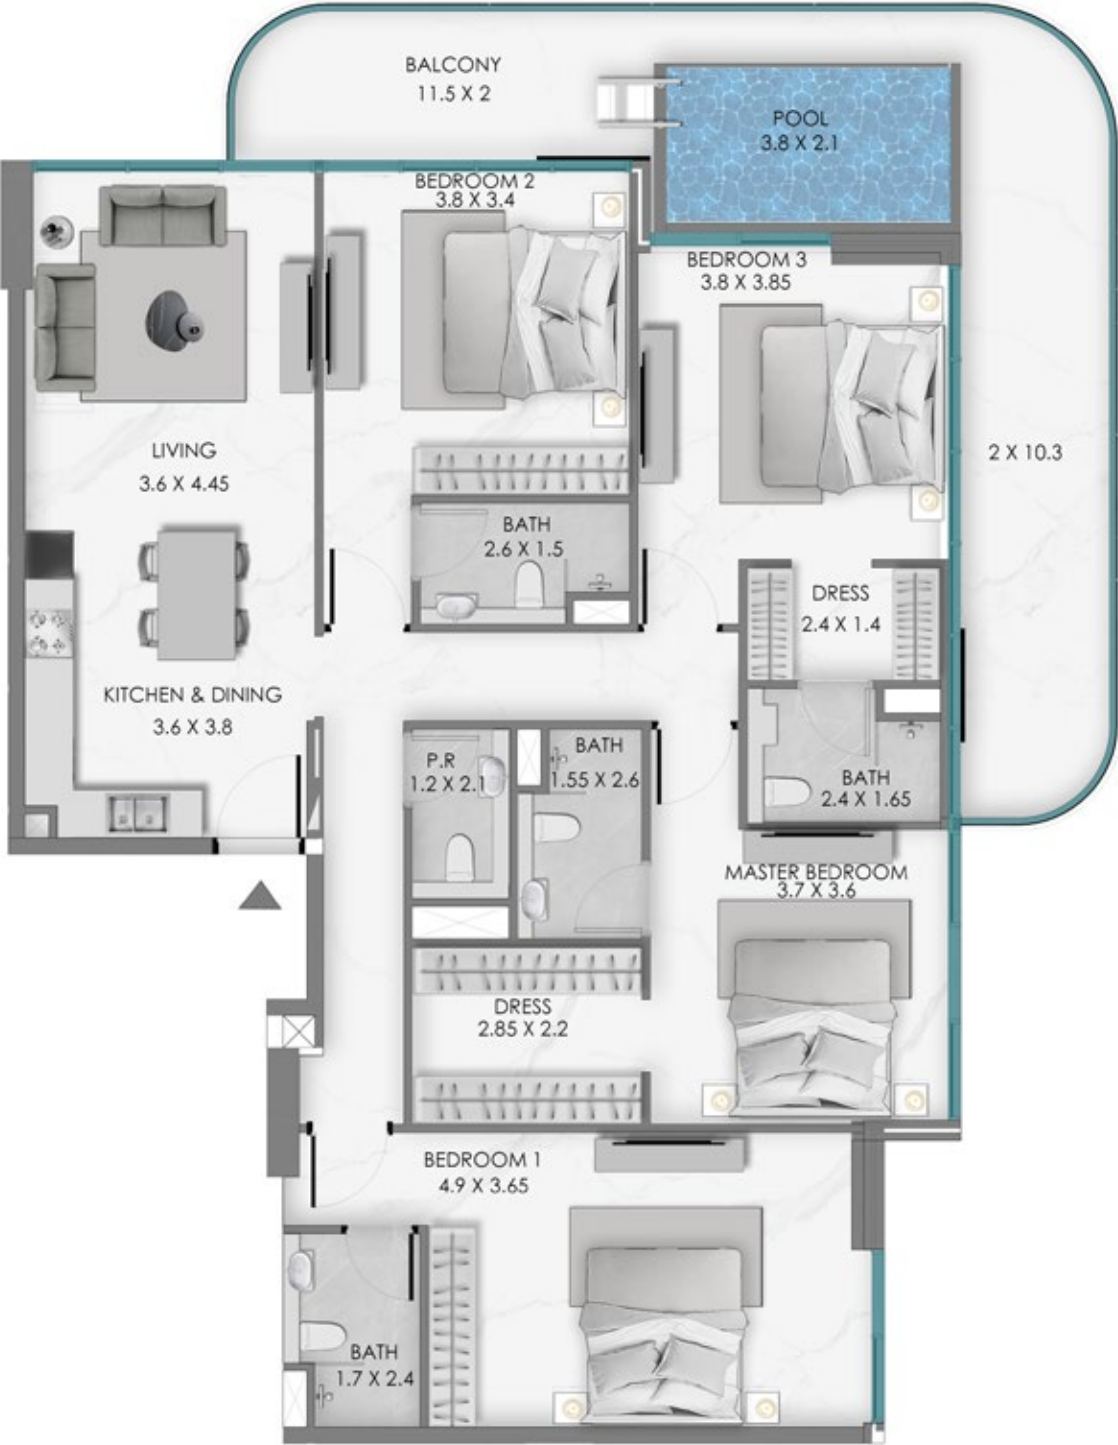 BALCONY
11.5 X 2
POOL
3.8 X 2.1
BEDROOM 2
3.8 X 3.4
BEDROOM 3
3.8 X 3.85
LIVING
3.6 X 4.45
2 X 10.3
BATH
2.6 X 1.5
DRESS
2.4 X 1.4
KITCHEN & DINING
3.6 X 3.8
P.R
1.2 X 2.1
BATH
1.55 X 2.6
BATH
2.4 X 1.65
MASTER BEDROOM
3.7 X 3.6
DRESS
2.85 X 2.2
BEDROOM 1
4.9 X 3.65
BATH
1.7 X 2.4